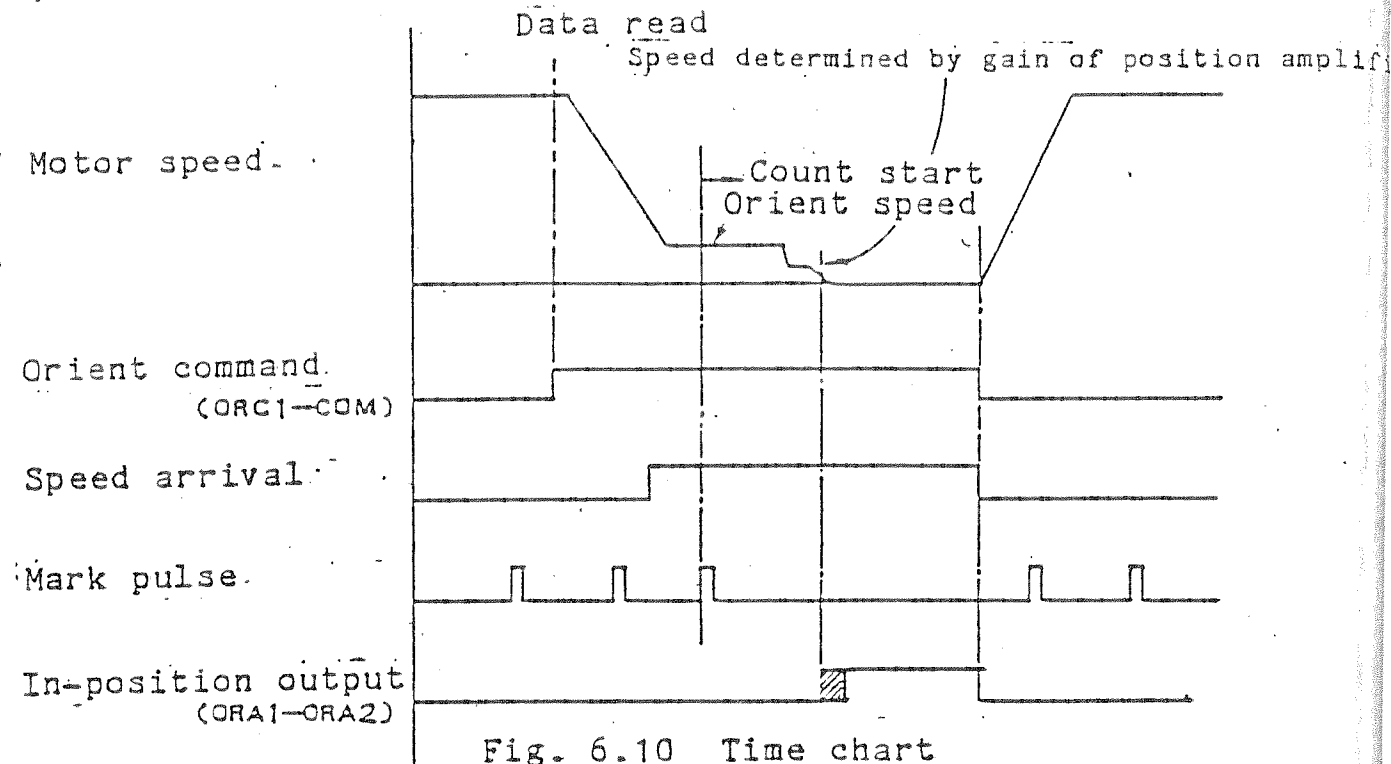 Data read
Speed determined by gain of position amplif
Motor speed
Count start
Orient speed
Orient command
(ORC1-COM)
Speed arrival
Mark pulse
In-position output
(ORA1-ORA2)
Fig. 6.10 Time chart